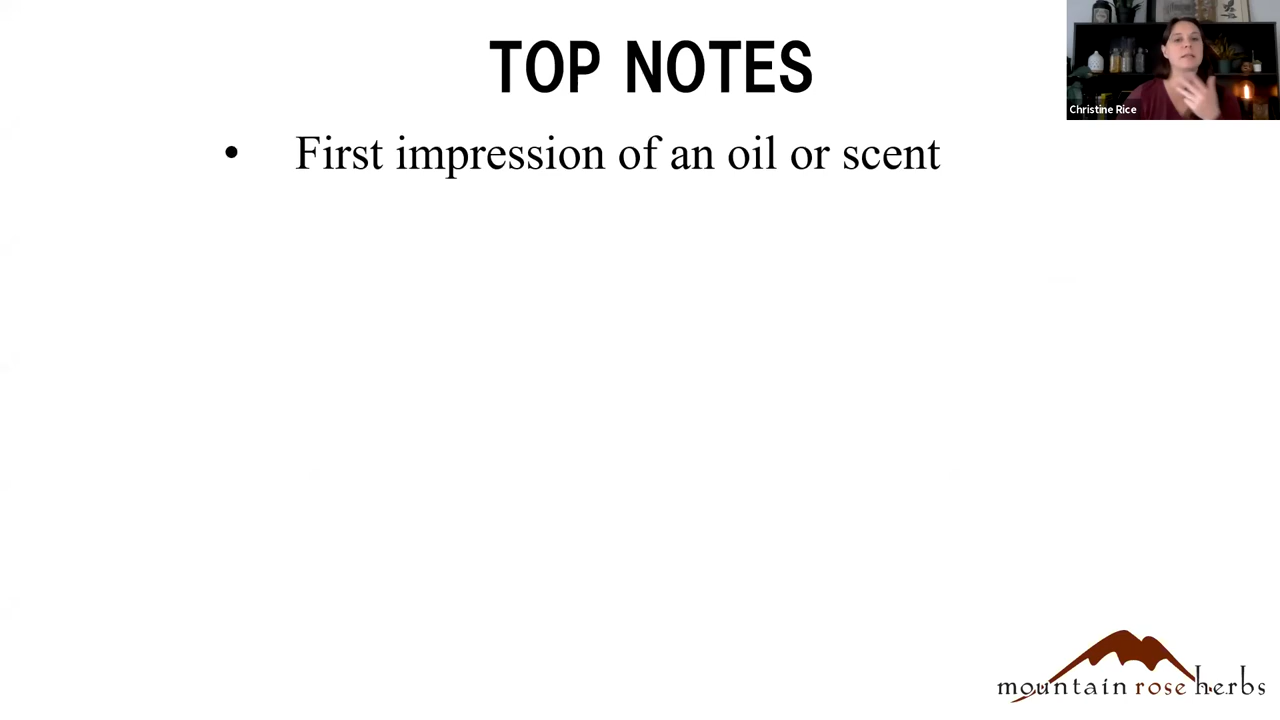 TOP NOTES
Christine Rice
• First impression of an oil or scent
mountain rose herbs